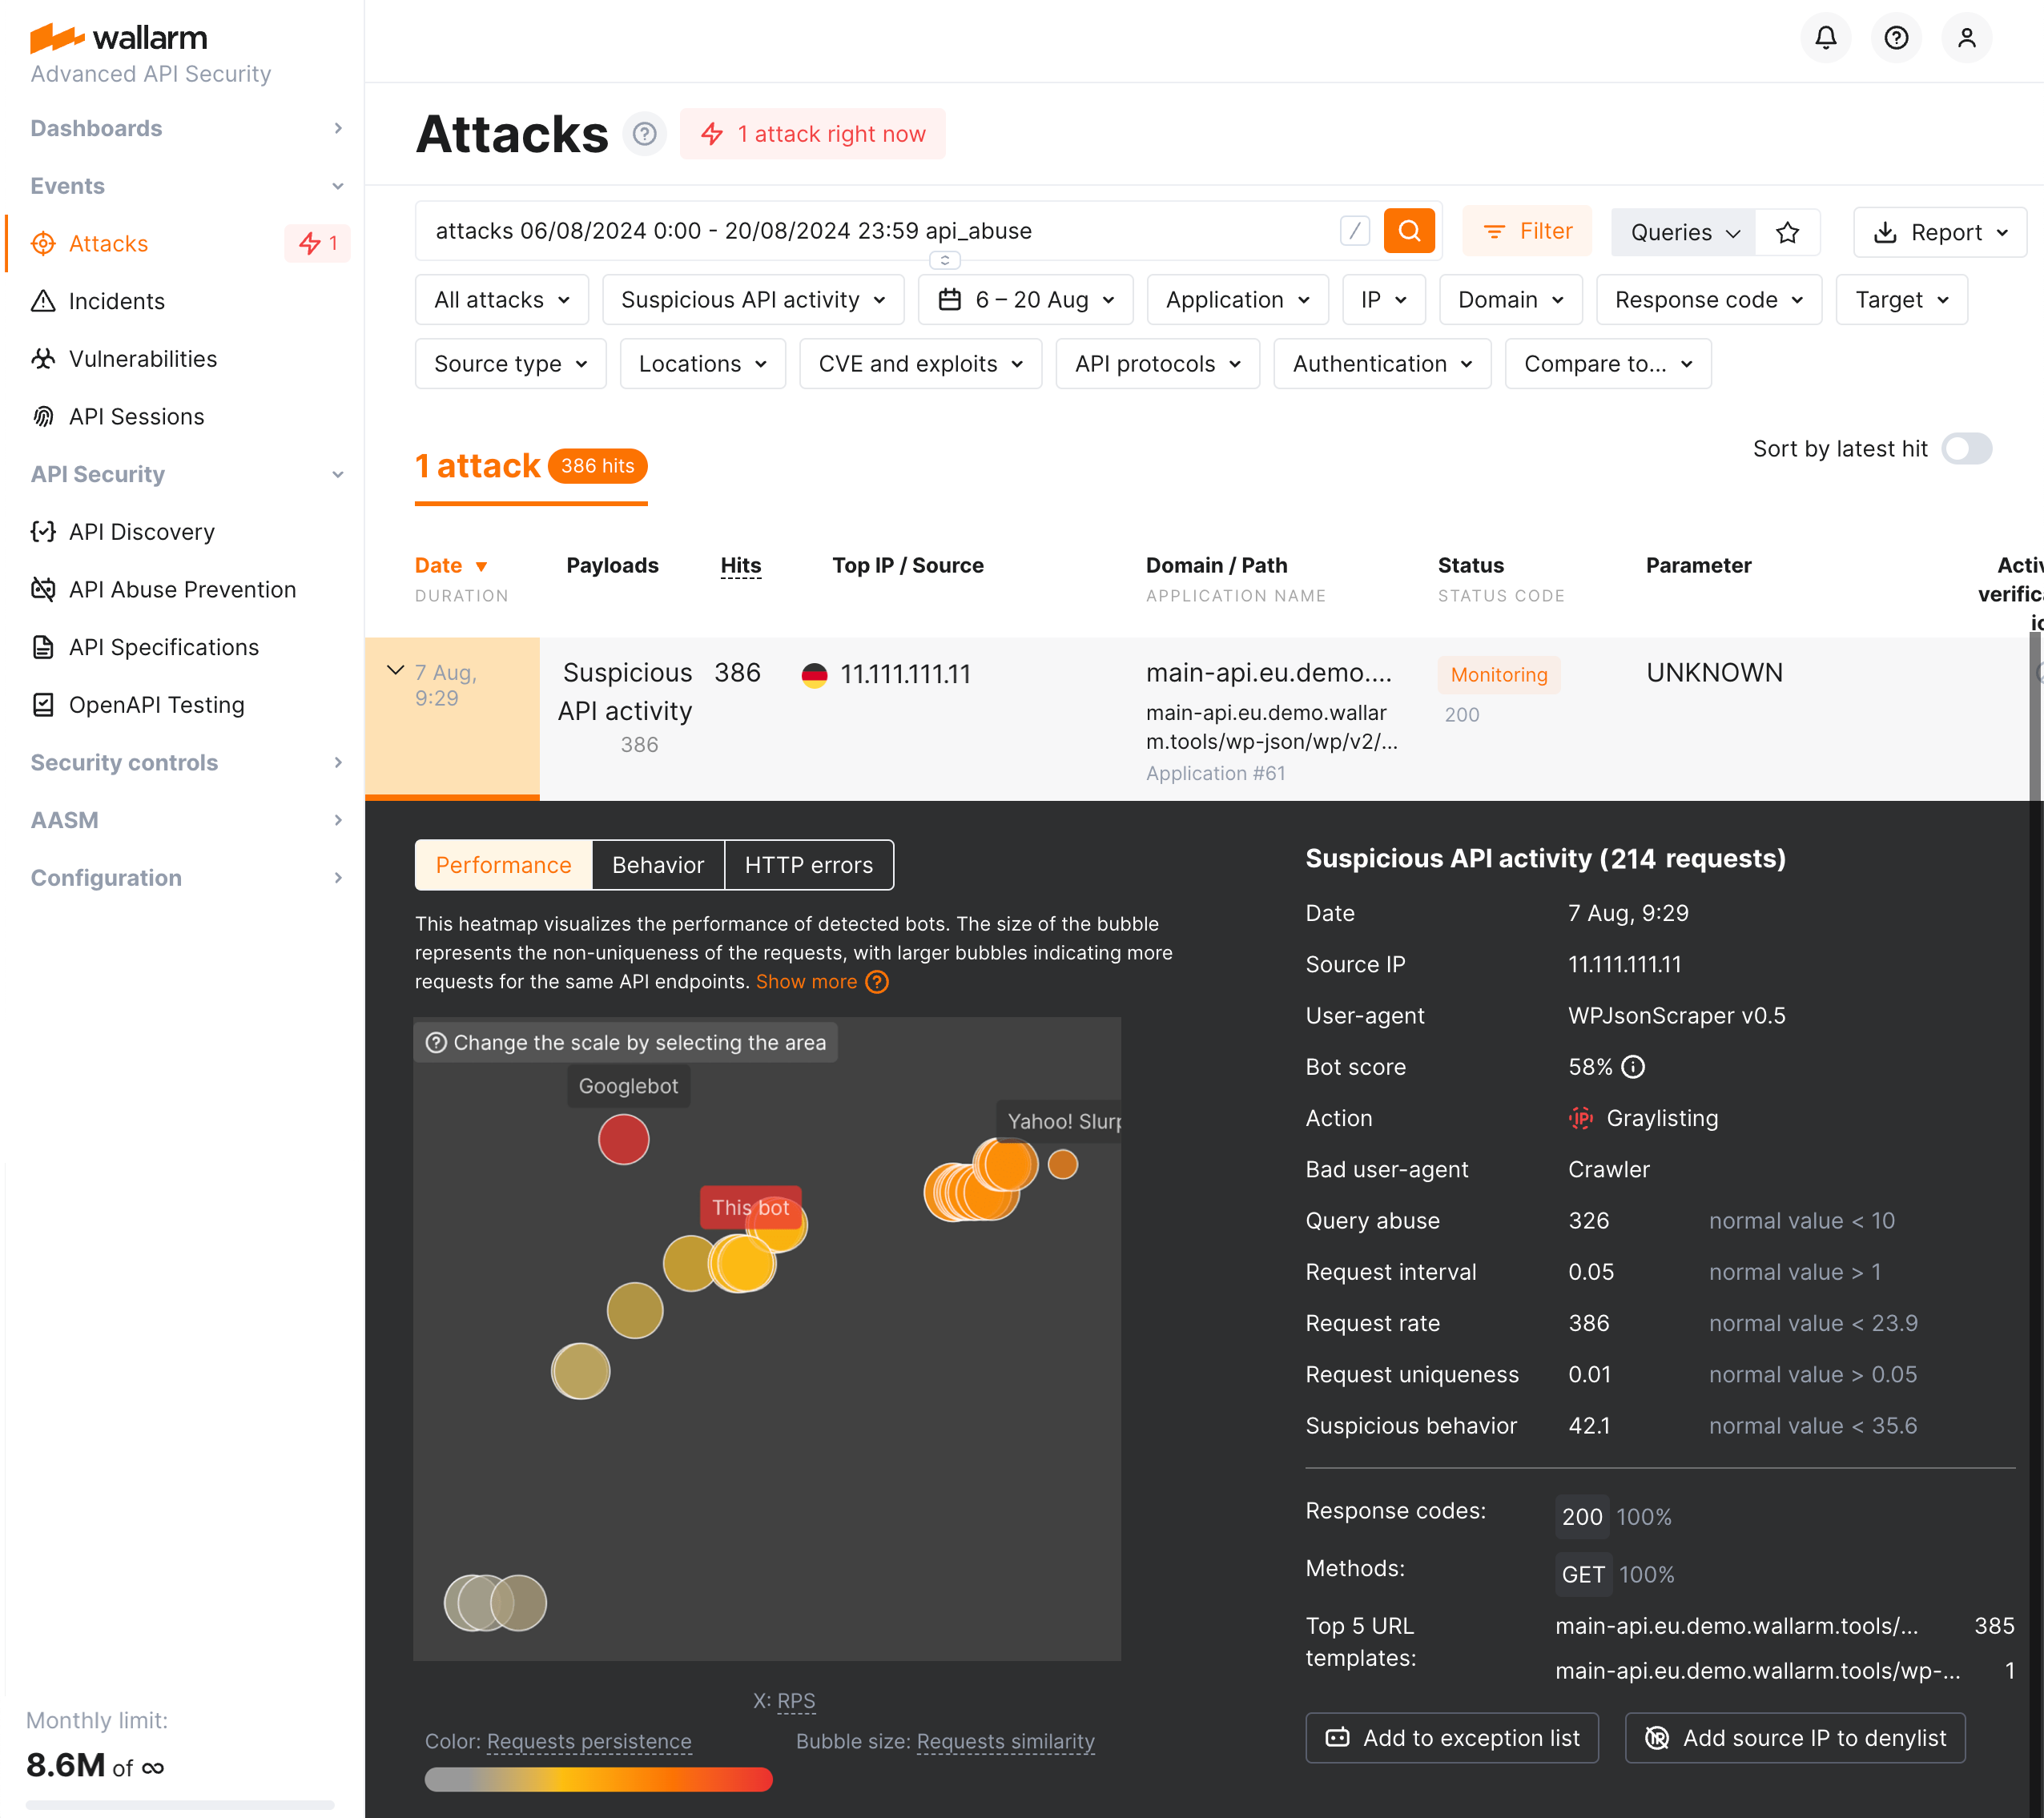 wallarm
Advanced API Security
Dashboards
Events
Attacks 1
Incidents
Vulnerabilities
API Sessions
API Security
API Discovery
API Abuse Prevention
API Specifications
OpenAPI Testing
Security controls
AASM
Configuration
Monthly limit:
8.6M of ∞
Attacks ? 1 attack right now
attacks 06/08/2024 0:00 - 20/08/2024 23:59 api_abuse /
Filter
Queries
Report
All attacks
Suspicious API activity
6 – 20 Aug
Application
IP
Domain
Response code
Target
Source type
Locations
CVE and exploits
API protocols
Authentication
Compare to...
1 attack 386 hits
Sort by latest hit
Date ▼ Payloads Hits Top IP / Source Domain / Path Status Parameter
DURATION APPLICATION NAME STATUS CODE
7 Aug,
9:29
Suspicious
API activity
386
386
11.111.111.11
main-api.eu.demo....
main-api.eu.demo.wallar
m.tools/wp-json/wp/v2/...
Application #61
Monitoring
200
UNKNOWN
Performance Behavior HTTP errors
This heatmap visualizes the performance of detected bots. The size of the bubble
represents the non-uniqueness of the requests, with larger bubbles indicating more
requests for the same API endpoints. Show more ?
? Change the scale by selecting the area
Googlebot
Yahoo! Slurp
This bot
X: RPS
Color: Requests persistence
Bubble size: Requests similarity
Suspicious API activity (214 requests)
Date 7 Aug, 9:29
Source IP 11.111.111.11
User-agent WPJsonScraper v0.5
Bot score 58%
Action IP Graylisting
Bad user-agent Crawler
Query abuse 326 normal value < 10
Request interval 0.05 normal value > 1
Request rate 386 normal value < 23.9
Request uniqueness 0.01 normal value > 0.05
Suspicious behavior 42.1 normal value < 35.6
Response codes: 200 100%
Methods: GET 100%
Top 5 URL
templates:
main-api.eu.demo.wallarm.tools/... 385
main-api.eu.demo.wallarm.tools/wp-... 1
Add to exception list
Add source IP to denylist